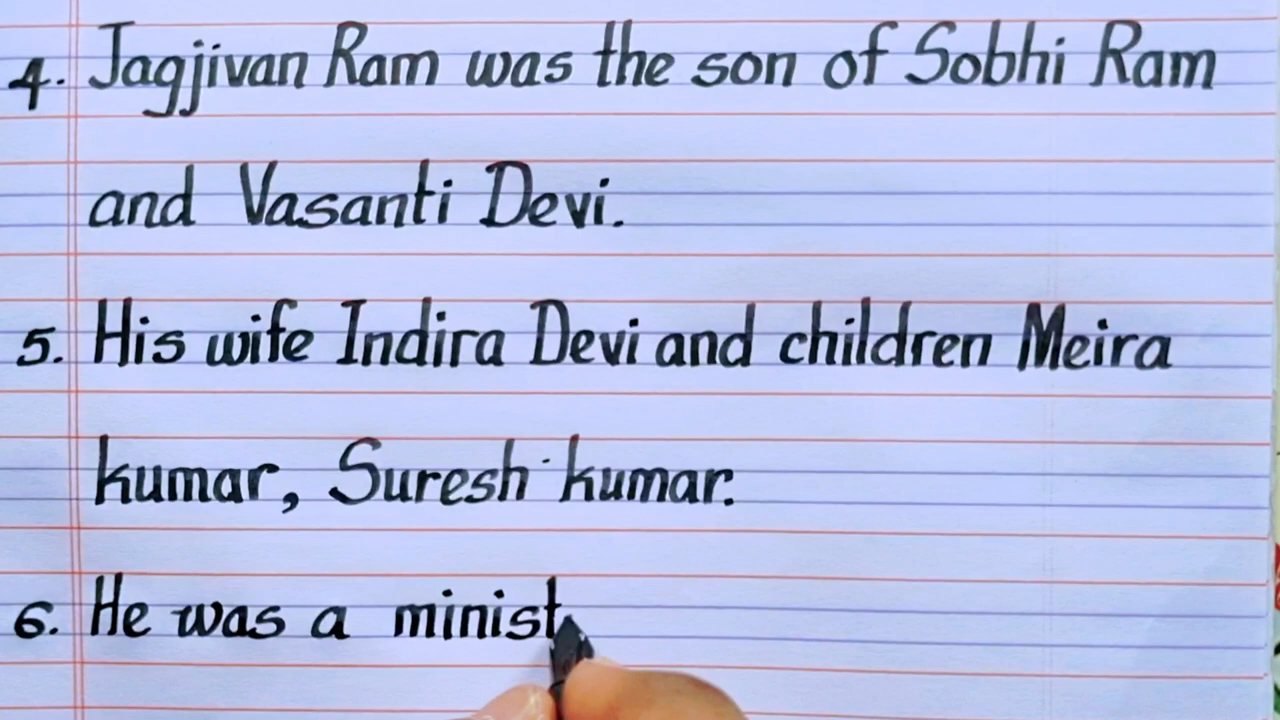 4. Jagjivan Ram was the son of Sobhi Ram
and Vasanti Devi.
5. His wife Indira Devi and children Meira
kumar, Suresh kumar.
6. He was a minist